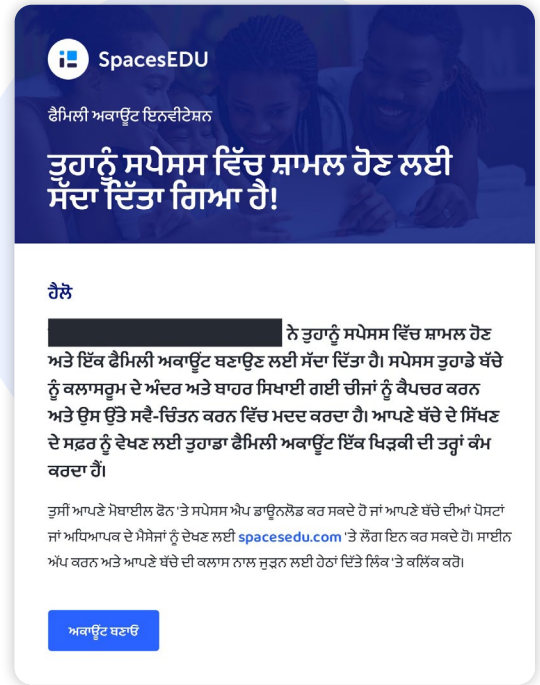 SpacesEDU
ਫੈਮਿਲੀ ਅਕਾਊਂਟ ਇਨਵੀਟੇਸ਼ਨ
ਤੁਹਾਨੂੰ ਸਪੇਸਸ ਵਿੱਚ ਸ਼ਾਮਲ ਹੋਣ ਲਈ
ਸੱਦਾ ਦਿੱਤਾ ਗਿਆ ਹੈ!
ਹੈਲੋ
ਨੇ ਤੁਹਾਨੂੰ ਸਪੇਸਸ ਵਿੱਚ ਸ਼ਾਮਲ ਹੋਣ
ਅਤੇ ਇੱਕ ਫੈਮਿਲੀ ਅਕਾਊਂਟ ਬਣਾਉਣ ਲਈ ਸੱਦਾ ਦਿੱਤਾ ਹੈ। ਸਪੇਸਸ ਤੁਹਾਡੇ ਬੱਚੇ
ਨੂੰ ਕਲਾਸਰੂਮ ਦੇ ਅੰਦਰ ਅਤੇ ਬਾਹਰ ਸਿਖਾਈ ਗਈ ਚੀਜਾਂ ਨੂੰ ਕੈਪਚਰ ਕਰਨ
ਅਤੇ ਉਸ ਉੱਤੇ ਸਵੈ-ਚਿੰਤਨ ਕਰਨ ਵਿੱਚ ਮਦਦ ਕਰਦਾ ਹੈ। ਆਪਣੇ ਬੱਚੇ ਦੇ ਸਿੱਖਣ
ਦੇ ਸਫ਼ਰ ਨੂੰ ਵੇਖਣ ਲਈ ਤੁਹਾਡਾ ਫੈਮਿਲੀ ਅਕਾਊਂਟ ਇੱਕ ਖਿੜਕੀ ਦੀ ਤਰ੍ਹਾਂ ਕੰਮ
ਕਰਦਾ ਹੈਂ।
ਤੁਸੀਂ ਆਪਣੇ ਮੋਬਾਈਲ ਫੋਨ 'ਤੇ ਸਪੇਸਸ ਐਪ ਡਾਊਨਲੋਡ ਕਰ ਸਕਦੇ ਹੋ ਜਾਂ ਆਪਣੇ ਬੱਚੇ ਦੀਆਂ ਪੋਸਟਾਂ
ਜਾਂ ਅਧਿਆਪਕ ਦੇ ਮੈਸੇਜਾਂ ਨੂੰ ਦੇਖਣ ਲਈ spacesedu.com 'ਤੇ ਲੌਗ ਇਨ ਕਰ ਸਕਦੇ ਹੋ। ਸਾਈਨ
ਅੱਪ ਕਰਨ ਅਤੇ ਆਪਣੇ ਬੱਚੇ ਦੀ ਕਲਾਸ ਨਾਲ ਜੁੜਨ ਲਈ ਹੇਠਾਂ ਦਿੱਤੇ ਲਿੰਕ 'ਤੇ ਕਲਿੱਕ ਕਰੋ।
ਅਕਾਊਂਟ ਬਣਾਓ